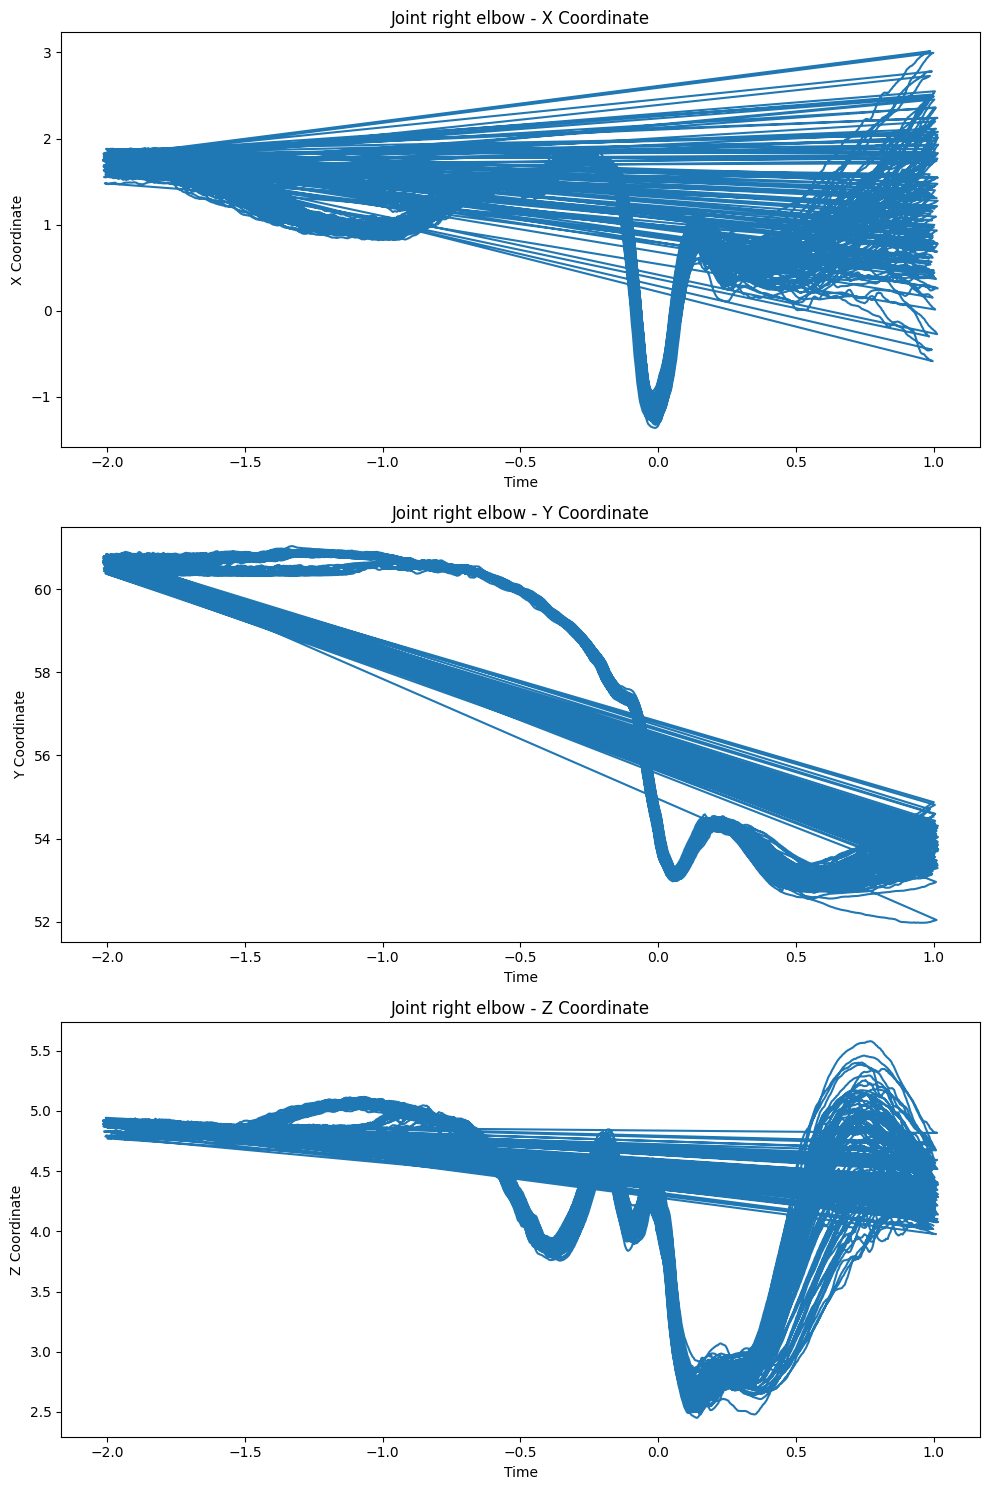 Joint right elbow - X Coordinate
3
2
1
0
−1
X Coordinate
−2.0 −1.5 −1.0 −0.5 0.0 0.5 1.0
Time
Joint right elbow - Y Coordinate
60
58
56
54
52
Y Coordinate
−2.0 −1.5 −1.0 −0.5 0.0 0.5 1.0
Time
Joint right elbow - Z Coordinate
5.5
5.0
4.5
4.0
3.5
3.0
2.5
Z Coordinate
−2.0 −1.5 −1.0 −0.5 0.0 0.5 1.0
Time